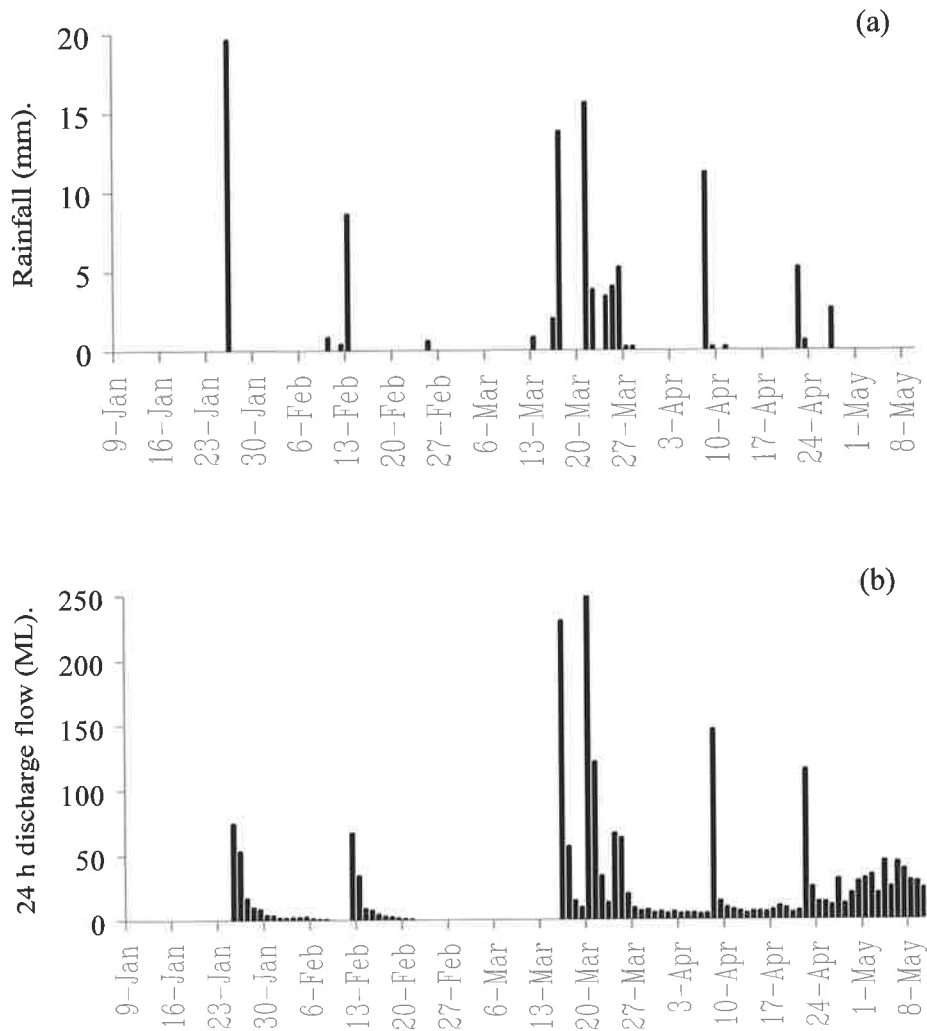 (a)
Rainfall (mm).
20
15
10
5
0
9-Jan
16-Jan
23-Jan
30-Jan
6-Feb
13-Feb
20-Feb
27-Feb
6-Mar
13-Mar
20-Mar
27-Mar
3-Apr
10-Apr
17-Apr
24-Apr
1-May
8-May
(b)
24 h discharge flow (ML).
250
200
150
100
50
0
9-Jan
16-Jan
23-Jan
30-Jan
6-Feb
13-Feb
20-Feb
27-Feb
6-Mar
13-Mar
20-Mar
27-Mar
3-Apr
10-Apr
17-Apr
24-Apr
1-May
8-May